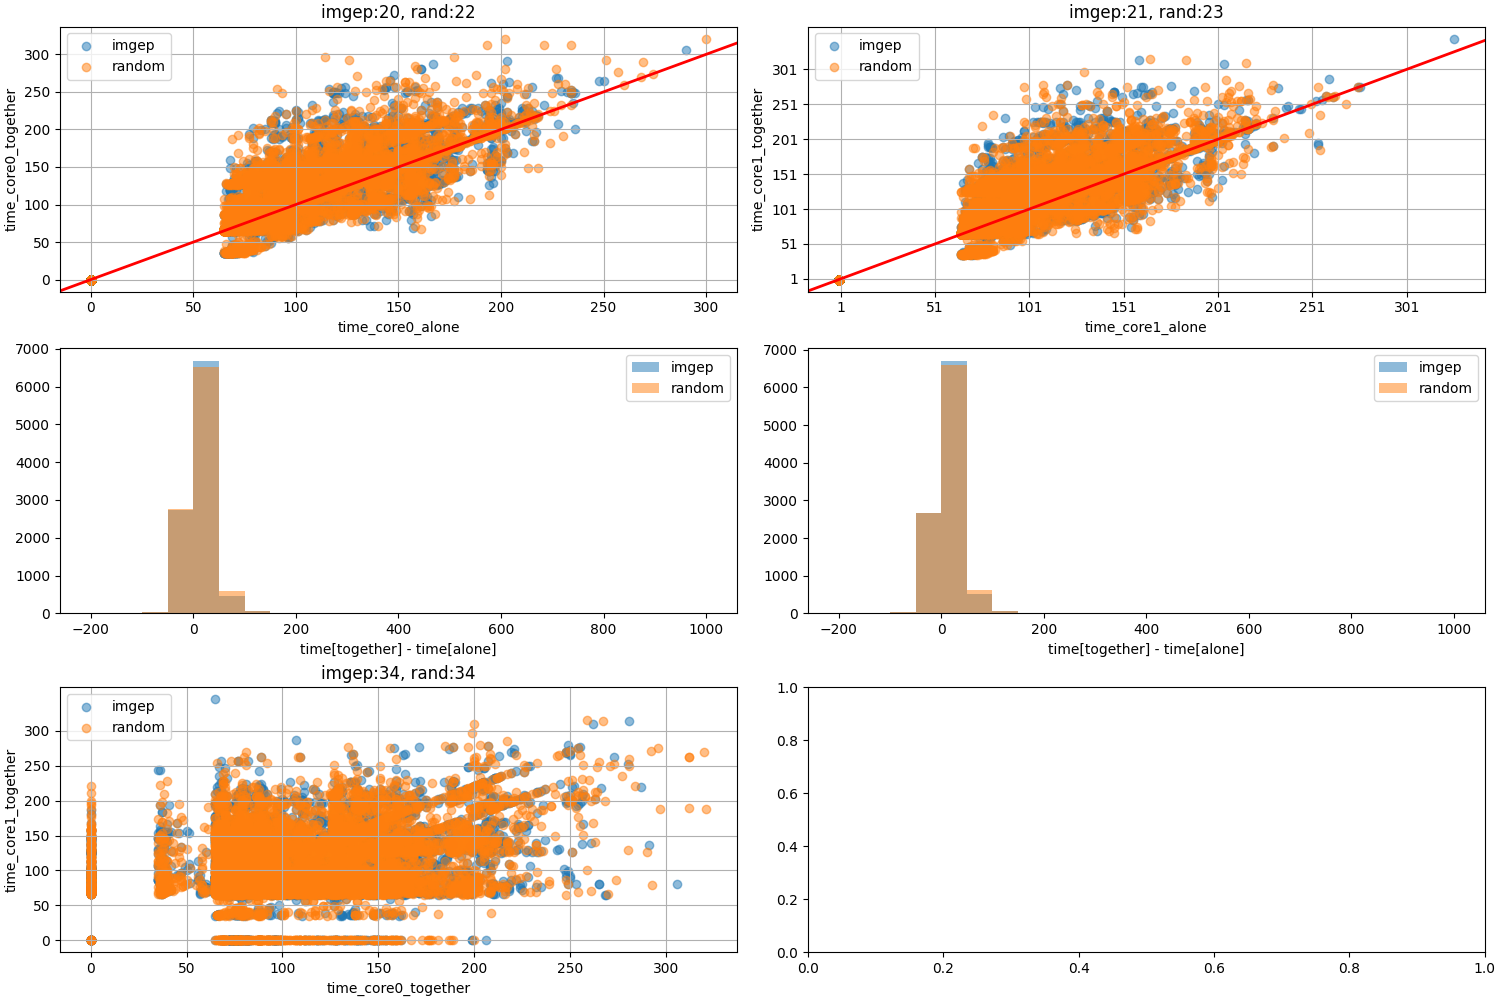 imgep:20, rand:22
imgep
random
time_core0_together
300
250
200
150
100
50
0
0 50 100 150 200 250 300
time_core0_alone
imgep:21, rand:23
imgep
random
time_core1_together
301
251
201
151
101
51
1
1 51 101 151 201 251 301
time_core1_alone
imgep
random
7000
6000
5000
4000
3000
2000
1000
0
−200 0 200 400 600 800 1000
time[together] - time[alone]
imgep
random
7000
6000
5000
4000
3000
2000
1000
0
−200 0 200 400 600 800 1000
time[together] - time[alone]
imgep:34, rand:34
imgep
random
time_core1_together
300
250
200
150
100
50
0
0 50 100 150 200 250 300
time_core0_together
1.0
0.8
0.6
0.4
0.2
0.0
0.0 0.2 0.4 0.6 0.8 1.0